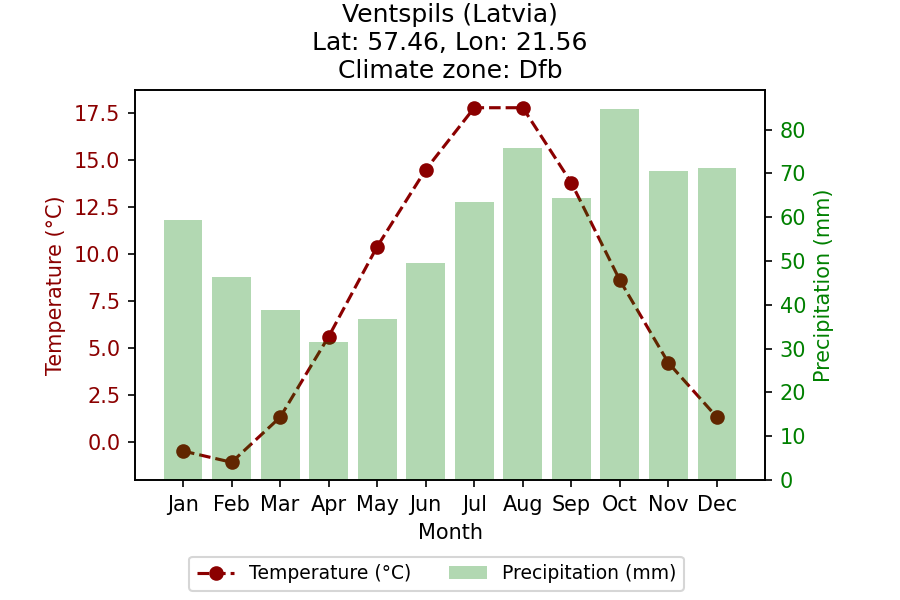 Ventspils (Latvia)
Lat: 57.46, Lon: 21.56
Climate zone: Dfb
Temperature (°C)
17.5
15.0
12.5
10.0
7.5
5.0
2.5
0.0
80
70
60
50
40
30
20
10
0
Precipitation (mm)
Jan Feb Mar Apr May Jun Jul Aug Sep Oct Nov Dec
Month
Temperature (°C) Precipitation (mm)